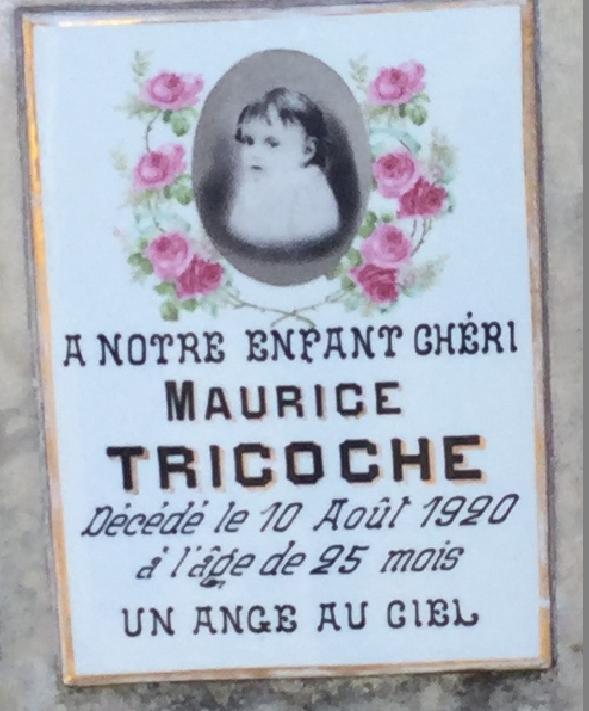 A NOTRE ENFANT CHÉRI
MAURICE
TRICOCHE
Décédé le 10 Août 1920
á l'âge de 25 mois
UN ANGE AU CIEL